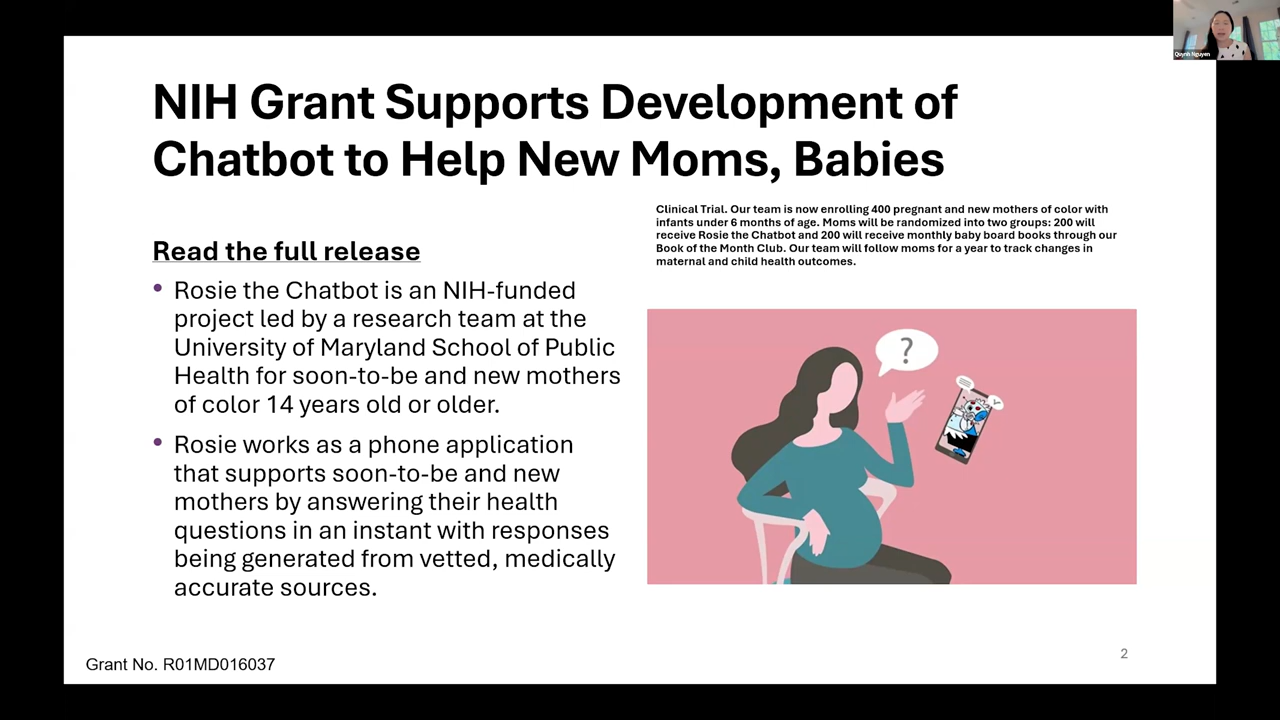 Quynh Nguyen
NIH Grant Supports Development of
Chatbot to Help New Moms, Babies
Clinical Trial. Our team is now enrolling 400 pregnant and new mothers of color with
infants under 6 months of age. Moms will be randomized into two groups: 200 will
receive Rosie the Chatbot and 200 will receive monthly baby board books through our
Book of the Month Club. Our team will follow moms for a year to track changes in
maternal and child health outcomes.
Read the full release
• Rosie the Chatbot is an NIH-funded
project led by a research team at the
University of Maryland School of Public
Health for soon-to-be and new mothers
of color 14 years old or older.
• Rosie works as a phone application
that supports soon-to-be and new
mothers by answering their health
questions in an instant with responses
being generated from vetted, medically
accurate sources.
?
Grant No. R01MD016037
2